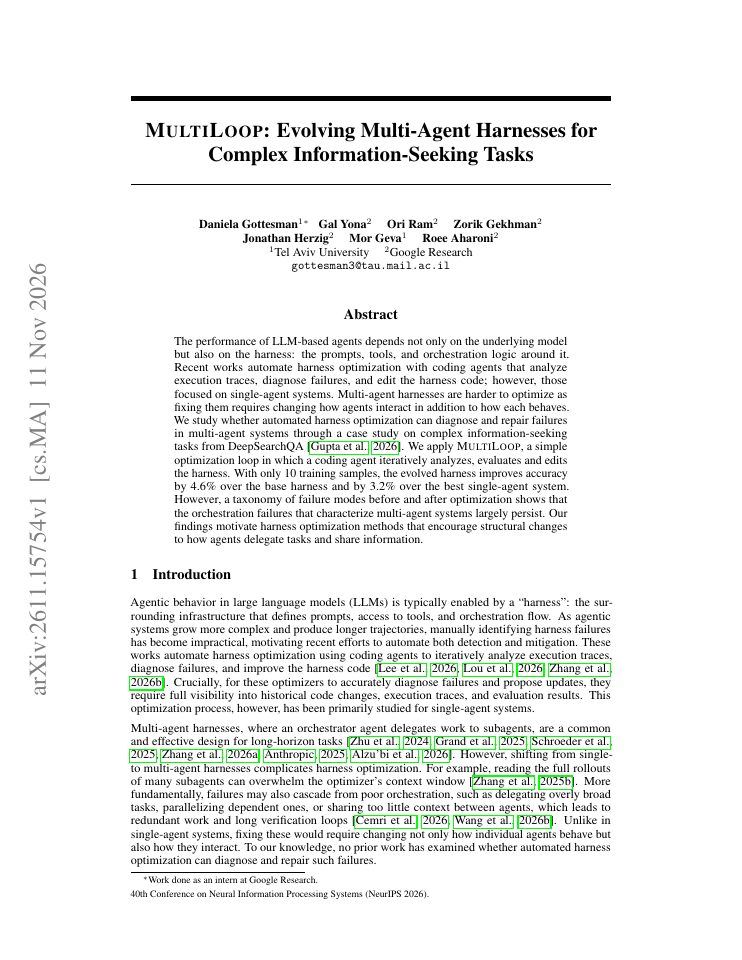 MULTILOOP: Evolving Multi-Agent Harnesses for
Complex Information-Seeking Tasks
Daniela Gottesman1∗ Gal Yona2 Ori Ram2 Zorik Gekhman2
Jonathan Herzig2 Mor Geva1 Roee Aharoni2
1Tel Aviv University 2Google Research
gottesman3@tau.mail.ac.il
arXiv:2611.15754v1 [cs.MA] 11 Nov 2026
Abstract
The performance of LLM-based agents depends not only on the underlying model
but also on the harness: the prompts, tools, and orchestration logic around it.
Recent works automate harness optimization with coding agents that analyze
execution traces, diagnose failures, and edit the harness code; however, those
focused on single-agent systems. Multi-agent harnesses are harder to optimize as
fixing them requires changing how agents interact in addition to how each behaves.
We study whether automated harness optimization can diagnose and repair failures
in multi-agent systems through a case study on complex information-seeking
tasks from DeepSearchQA [Gupta et al., 2026]. We apply MULTILOOP, a simple
optimization loop in which a coding agent iteratively analyzes, evaluates and edits
the harness. With only 10 training samples, the evolved harness improves accuracy
by 4.6% over the base harness and by 3.2% over the best single-agent system.
However, a taxonomy of failure modes before and after optimization shows that
the orchestration failures that characterize multi-agent systems largely persist. Our
findings motivate harness optimization methods that encourage structural changes
to how agents delegate tasks and share information.
1 Introduction
Agentic behavior in large language models (LLMs) is typically enabled by a “harness”: the sur-
rounding infrastructure that defines prompts, access to tools, and orchestration flow. As agentic
systems grow more complex and produce longer trajectories, manually identifying harness failures
has become impractical, motivating recent efforts to automate both detection and mitigation. These
works automate harness optimization using coding agents to iteratively analyze execution traces,
diagnose failures, and improve the harness code [Lee et al., 2026, Lou et al., 2026, Zhang et al.,
2026b]. Crucially, for these optimizers to accurately diagnose failures and propose updates, they
require full visibility into historical code changes, execution traces, and evaluation results. This
optimization process, however, has been primarily studied for single-agent systems.
Multi-agent harnesses, where an orchestrator agent delegates work to subagents, are a common
and effective design for long-horizon tasks [Zhu et al., 2024, Grand et al., 2025, Schroeder et al.,
2025, Zhang et al., 2026a, Anthropic, 2025, Alzu’bi et al., 2026]. However, shifting from single-
to multi-agent harnesses complicates harness optimization. For example, reading the full rollouts
of many subagents can overwhelm the optimizer’s context window [Zhang et al., 2025b]. More
fundamentally, failures may also cascade from poor orchestration, such as delegating overly broad
tasks, parallelizing dependent ones, or sharing too little context between agents, which leads to
redundant work and long verification loops [Cemri et al., 2026, Wang et al., 2026b]. Unlike in
single-agent systems, fixing these would require changing not only how individual agents behave but
also how they interact. To our knowledge, no prior work has examined whether automated harness
optimization can diagnose and repair such failures.
∗Work done as an intern at Google Research.
40th Conference on Neural Information Processing Systems (NeurIPS 2026).